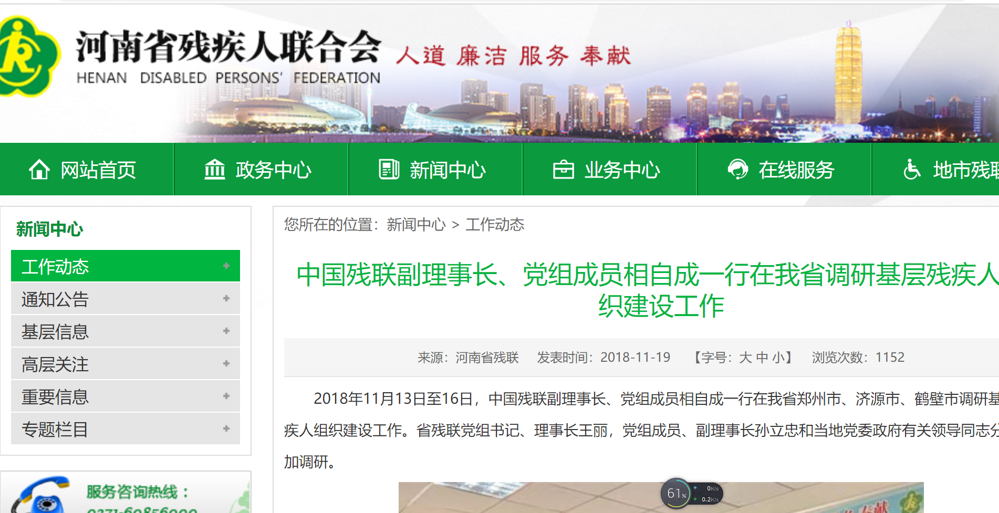 河南省残疾人联合会
HENAN DISABLED PERSONS' FEDERATION
人道 廉洁 服务 奉献
网站首页 政务中心 新闻中心 业务中心 在线服务 地市残联
新闻中心
工作动态
通知公告
基层信息
高层关注
重要信息
专题栏目
服务咨询热线：
您所在的位置：新闻中心 > 工作动态
中国残联副理事长、党组成员相自成一行在我省调研基层残疾人
织建设工作
来源：河南省残联 发表时间：2018-11-19 【字号：大 中 小】 浏览次数：1152
2018年11月13日至16日，中国残联副理事长、党组成员相自成一行在我省郑州市、济源市、鹤壁市调研基
疾人组织建设工作。省残联党组书记、理事长王丽，党组成员、副理事长孙立忠和当地党委政府有关领导同志分
加调研。
61%
0K/s
0.2K/s
奉献